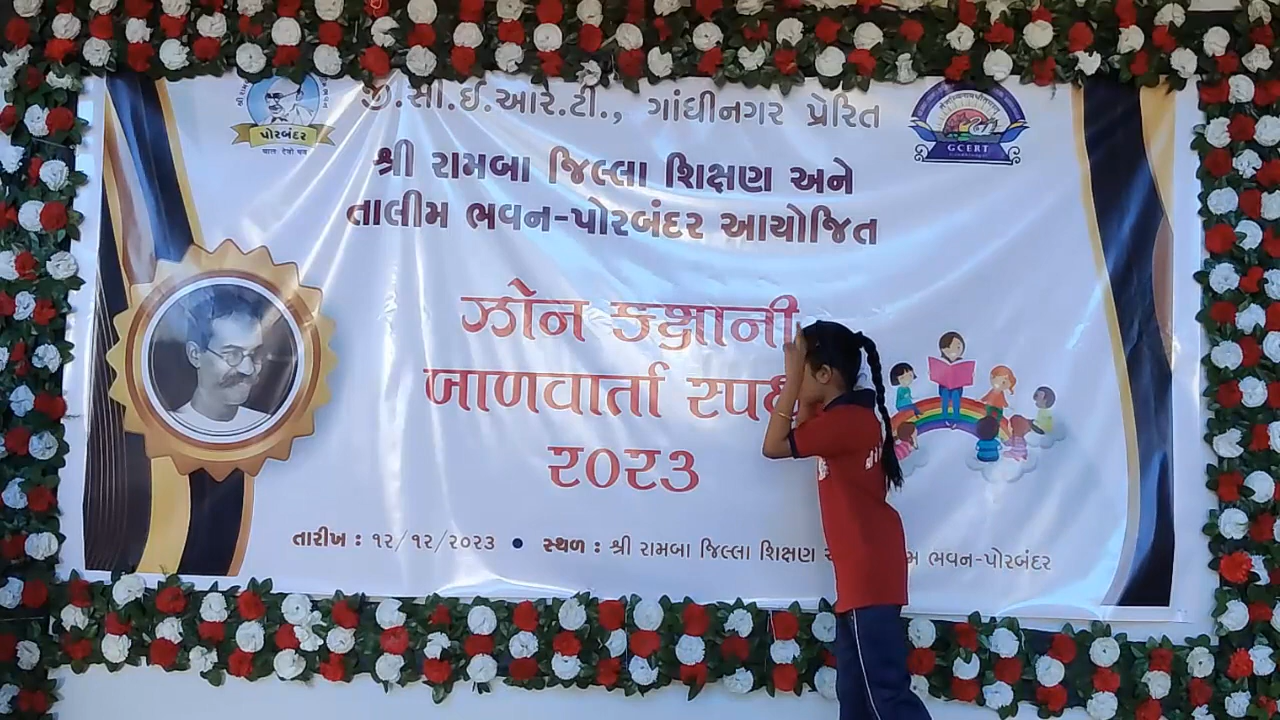 જી.સી.ઈ.આર.ટી., ગાંધીનગર પ્રેરિત
પોરબંદર
GCERT
શ્રી રામબા જિલ્લા શિક્ષણ અને
તાલીમ ભવન-પોરબંદર આયોજિત
ઝોન કક્ષાની
બાળવાર્તા
૨૦૨૩
તારીખ : ૧૨/૧૨/૨૦૨૩ • સ્થળ : શ્રી રામબા જિલ્લા શિક્ષણ ભવન-પોરબંદર